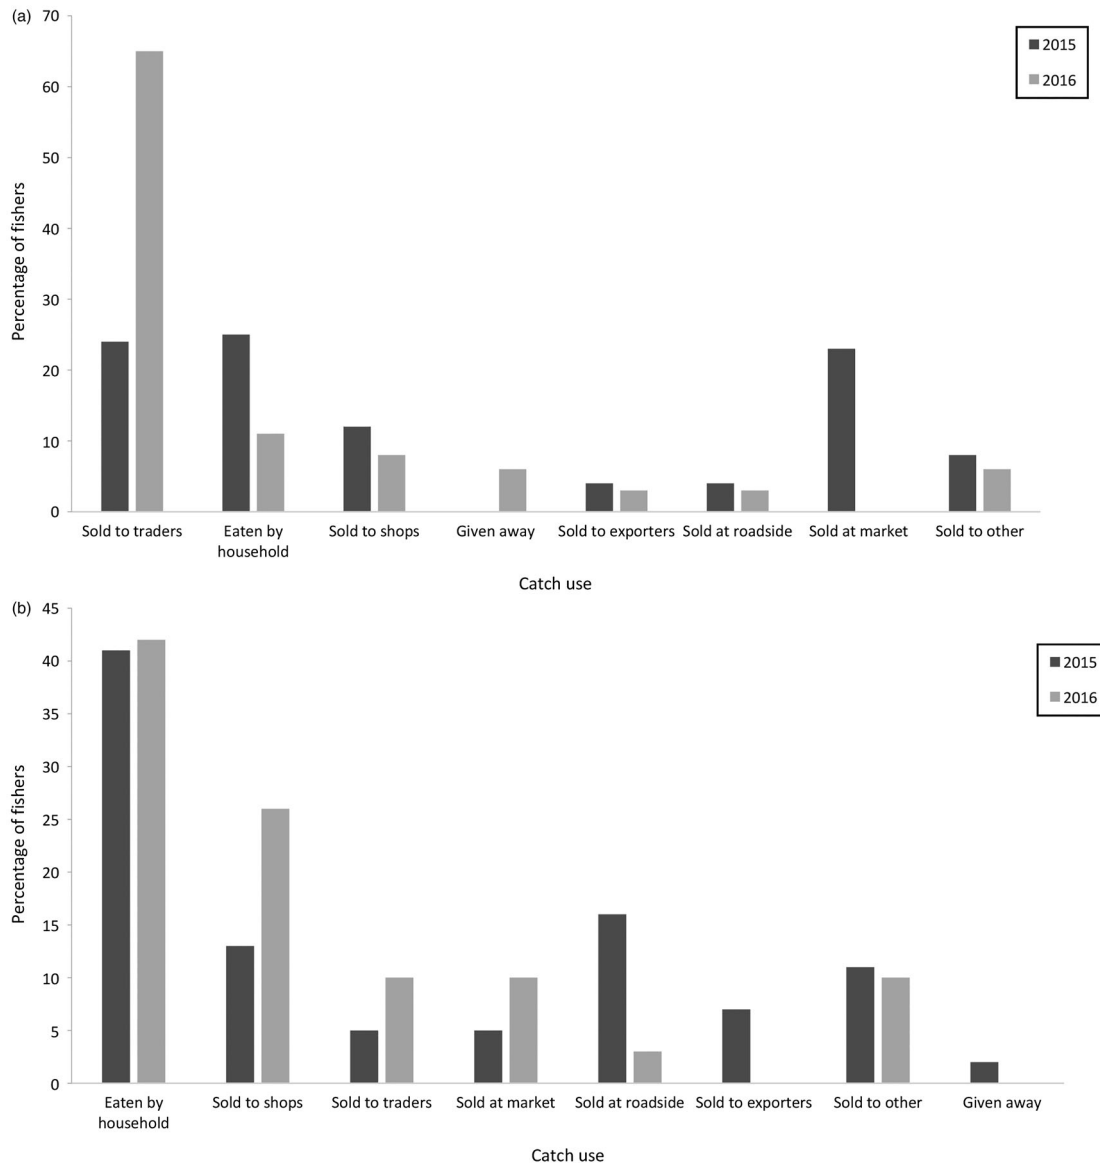 (a)
70
60
50
40
30
20
10
0
Percentage of fishers
2015
2016
Sold to traders
Eaten by
household
Sold to shops
Given away
Sold to exporters
Sold at roadside
Sold at market
Sold to other
Catch use
(b)
45
40
35
30
25
20
15
10
5
0
Percentage of fishers
2015
2016
Eaten by
household
Sold to shops
Sold to traders
Sold at market
Sold at roadside
Sold to exporters
Sold to other
Given away
Catch use